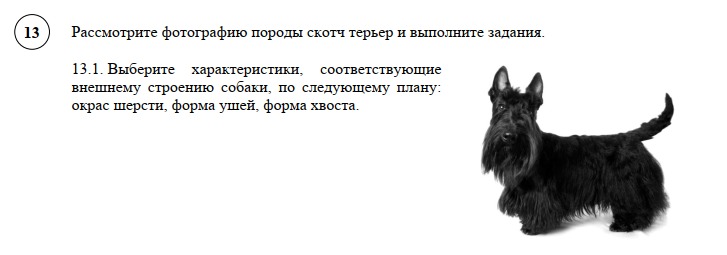 13 Рассмотрите фотографию породы скотч терьер и выполните задания.
13.1. Выберите характеристики, соответствующие
внешнему строению собаки, по следующему плану:
окрас шерсти, форма ушей, форма хвоста.